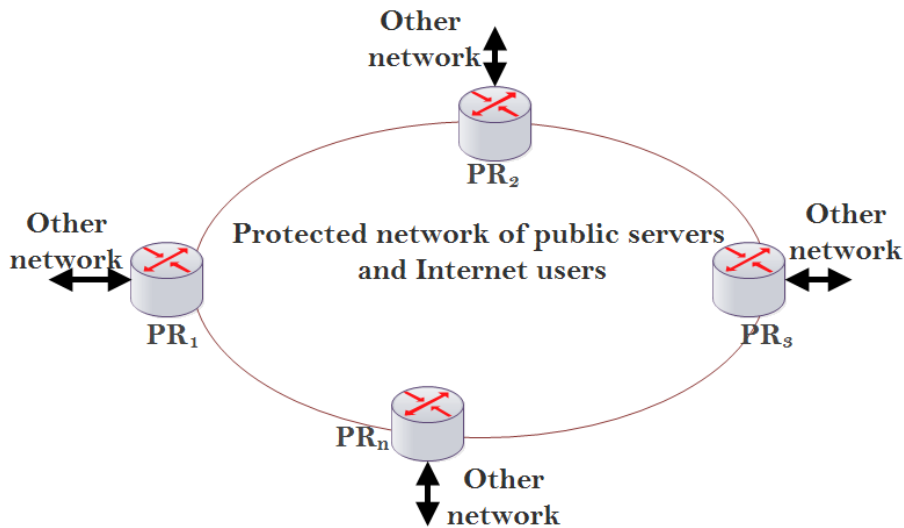 Other
network
PR₂
Other
network
Protected network of public servers
and Internet users
Other
network
PR₁
PR₃
PRₙ
Other
network